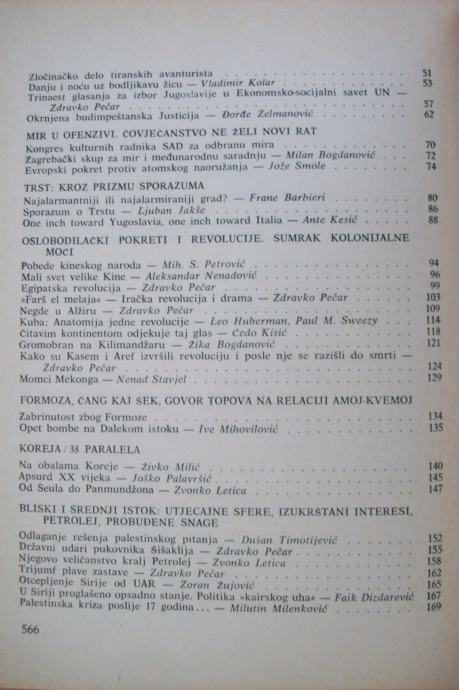 Zločinačko delo tiranskih avanturista . . . . . . . . . . . . . 51
Danju i noću uz bodljikavu žicu — Vladimir Kolar . . . . . . . . 53
Trinaest glasanja za izbor Jugoslavije u Ekonomsko-socijalni savet UN —
Zdravko Pečar . . . . . . . . . . . . . . . . . . . 57
Okrnjena budimpeštanska Justicija — Đorđe Zelmanović . . . . . . 62
MIR U OFENZIVI. ČOVJEČANSTVO NE ŽELI NOVI RAT
Kongres kulturnih radnika SAD za odbranu mira . . . . . . . . . 70
Zagrebački skup za mir i međunarodnu saradnju — Milan Bogdanović . . 72
Evropski pokret protiv atomskog naoružanja — Jože Smole . . . . . 74
TRST: KROZ PRIZMU SPORAZUMA
Najalarmantniji ili najalarmiraniji grad? — Frane Barbieri . . . . . 80
Sporazum o Trstu — Ljuban Jakše . . . . . . . . . . . . . 86
One inch toward Yugoslavia, one inch toward Italia — Ante Kesić . . . 88
OSLOBODILAČKI POKRETI I REVOLUCIJE. SUMRAK KOLONIJALNE
MOĆI
Pobede kineskog naroda — Mih. S. Petrović . . . . . . . . . . 94
Mali svet velike Kine — Aleksandar Nenadović . . . . . . . . . 96
Egipatska revolucija — Zdravko Pečar . . . . . . . . . . . . 99
»Farš el melaja« — Iračka revolucija i drama — Zdravko Pečar . . . . 103
Negde u Alžiru — Zdravko Pečar . . . . . . . . . . . . . . 109
Kuba: Anatomija jedne revolucije — Leo Huberman, Paul M. Sweezy . . . 114
Čitavim kontinentom odjekuje taj glas — Čedo Kisić . . . . . . . 118
Gromobran na Kilimandžaru — Žika Bogdanović . . . . . . . . . 121
Kako su Kasem i Aref izvršili revoluciju i posle nje se razišli do smrti —
Zdravko Pečar . . . . . . . . . . . . . . . . . . . 124
Momci Mekonga — Nenad Stavjel . . . . . . . . . . . . . . 129
FORMOZA, ČANG KAJ ŠEK, GOVOR TOPOVA NA RELACIJI AMOJ-KVEMOJ
Zabrinutost zbog Formoze . . . . . . . . . . . . . . . . 134
Opet bombe na Dalekom istoku — Ive Mihovilović . . . . . . . . 135
KOREJA / 38 PARALELA
Na obalama Koreje — Živko Milić . . . . . . . . . . . . . 140
Apsurd XX vijeka — Joško Palavršić . . . . . . . . . . . . 145
Od Seula do Panmundžona — Zvonko Letica . . . . . . . . . . 147
BLISKI I SREDNJI ISTOK: UTJECAJNE SFERE, IZUKRŠTANI INTERESI,
PETROLEJ, PROBUĐENE SNAGE
Odlaganje rešenja palestinskog pitanja — Dušan Timotijević . . . . . 152
Državni udari pukovnika Šišaklija — Zdravko Pečar . . . . . . . 155
Njegovo veličanstvo kralj Petrolej — Zvonko Letica . . . . . . . 158
Trijumf plave zastave — Zdravko Pečar . . . . . . . . . . . 162
Otcepljenje Sirije od UAR — Zoran Žujović . . . . . . . . . . 165
U Siriji proglašeno opsadno stanje. Politika »kairskog uha« — Faik Dizdarević 167
Palestinska kriza poslije 17 godina . . . — Milutin Milenković . . . . . 169
566